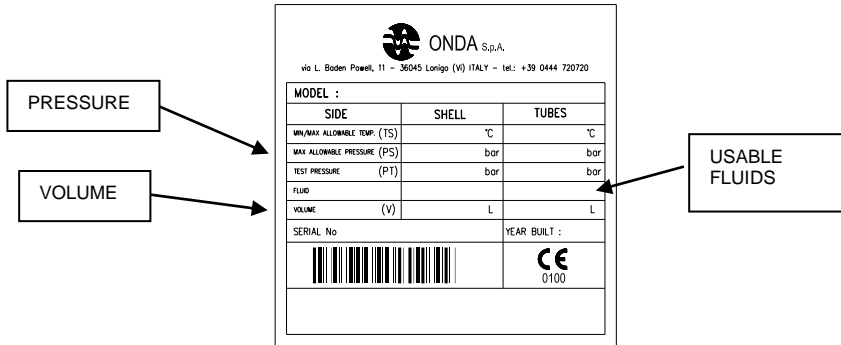 ONDA S.p.A.
via L. Baden Powell, 11 – 36045 Lonigo (Vi) ITALY – tel.: +39 0444 720720
MODEL :
SIDE SHELL TUBES
MIN/MAX ALLOWABLE TEMP. (TS) °C °C
MAX ALLOWABLE PRESSURE (PS) bar bar
TEST PRESSURE (PT) bar bar
FLUID
VOLUME (V) L L
SERIAL No YEAR BUILT :
CE
0100
PRESSURE
VOLUME
USABLE
FLUIDS